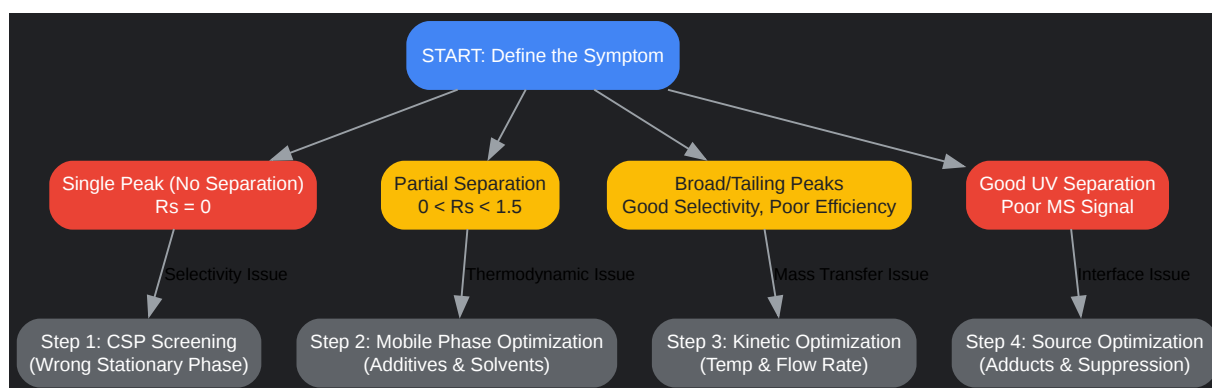 START: Define the Symptom
Single Peak (No Separation)
Rs = 0
Partial Separation
0 < Rs < 1.5
Broad/Tailing Peaks
Good Selectivity, Poor Efficiency
Good UV Separation
Poor MS Signal
Selectivity Issue
Thermodynamic Issue
Mass Transfer Issue
Interface Issue
Step 1: CSP Screening
(Wrong Stationary Phase)
Step 2: Mobile Phase Optimization
(Additives & Solvents)
Step 3: Kinetic Optimization
(Temp & Flow Rate)
Step 4: Source Optimization
(Adducts & Suppression)